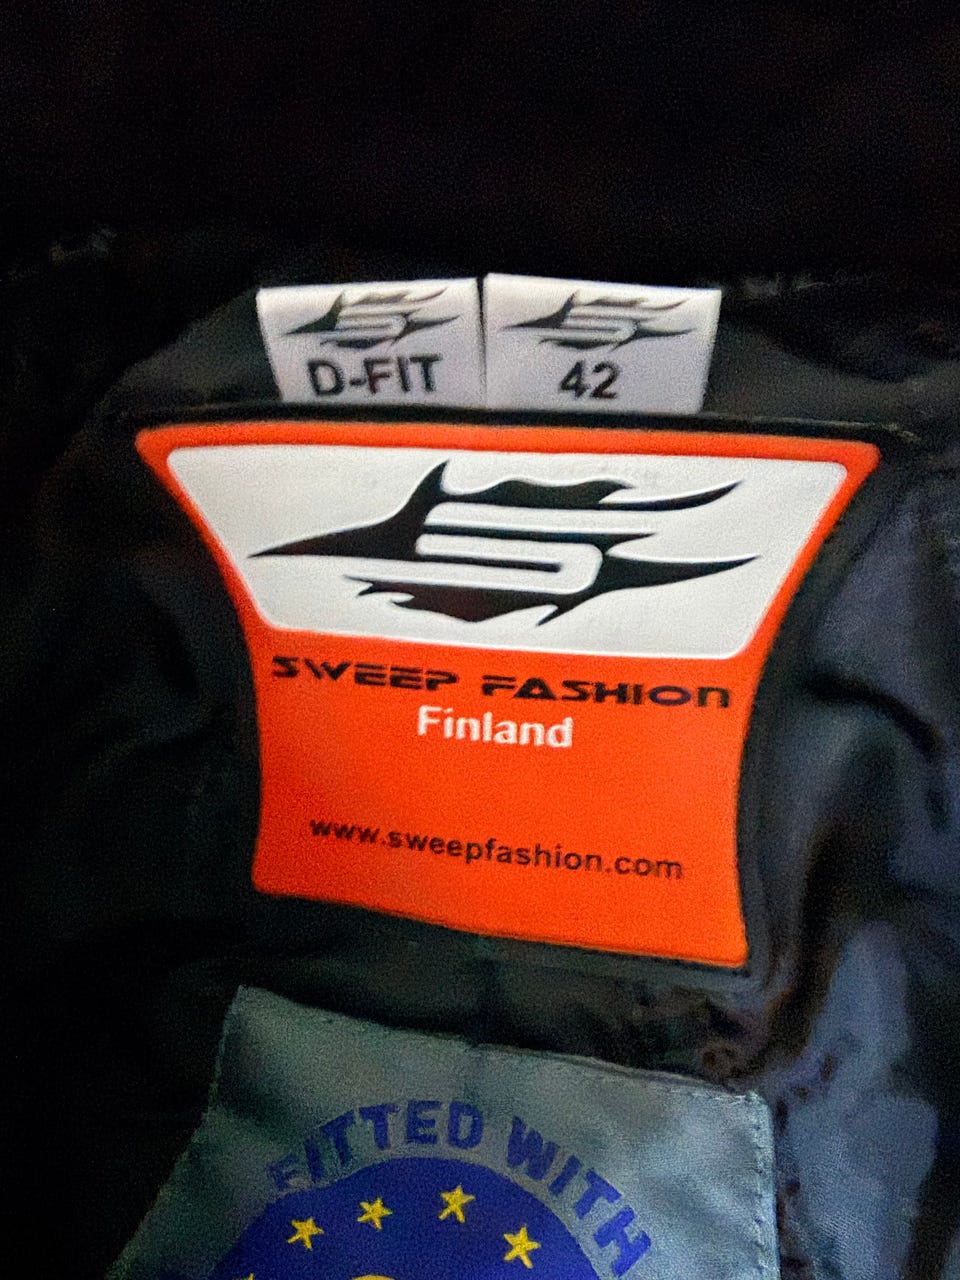 D-FIT
42
SWEEP FASHION
Finland
www.sweepfashion.com
FITTED WITH